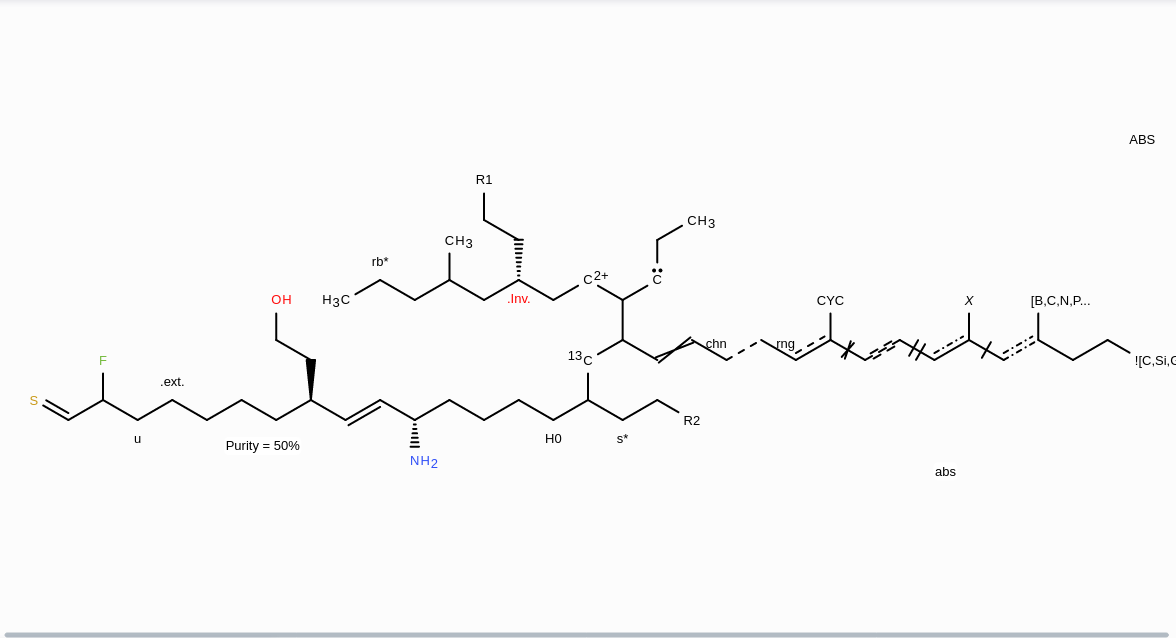 ABS
R1
CH3
CH3
rb*
C2+
C
H3C
.Inv.
OH
CYC
X
[B,C,N,P...
chn
rng
13C
F
![C,Si,G
.ext.
S
R2
u
Purity = 50%
H0
s*
NH2
abs